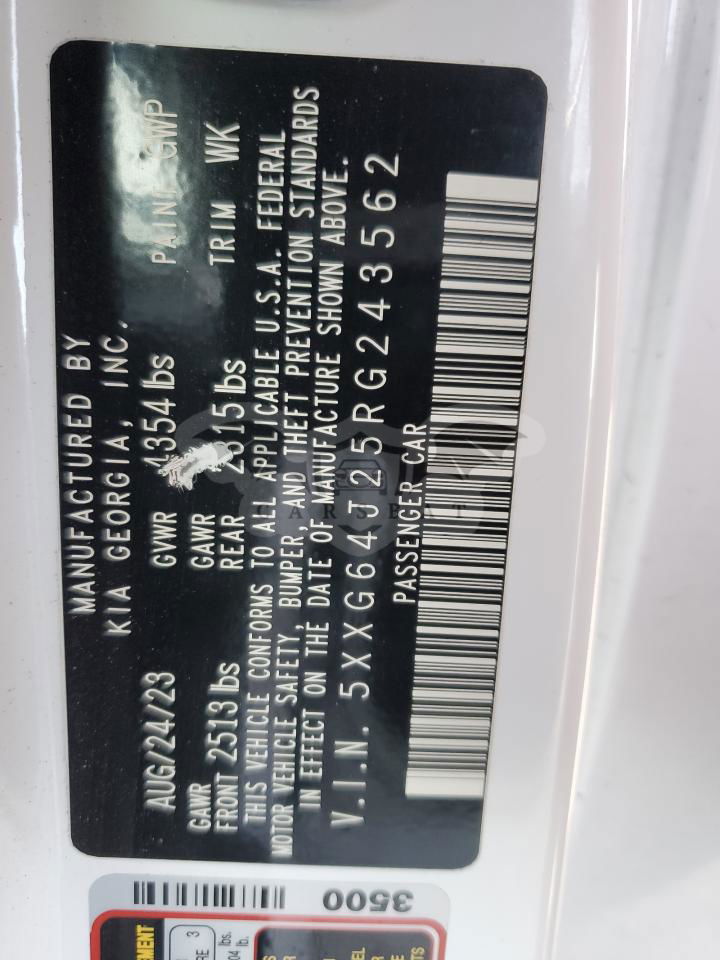 MANUFACTURED BY
KIA GEORGIA, INC.
AUG/24/23 GVWR 4354 lbs PAINT GWP
GAWR GAWR
FRONT 2513 lbs REAR 2615 lbs TRIM WK
THIS VEHICLE CONFORMS TO ALL APPLICABLE U.S.A. FEDERAL
MOTOR VEHICLE SAFETY, BUMPER, AND THEFT PREVENTION STANDARDS
IN EFFECT ON THE DATE OF MANUFACTURE SHOWN ABOVE.
V.I.N. 5XXG64J25RG243562
PASSENGER CAR
CARSBAT
3500